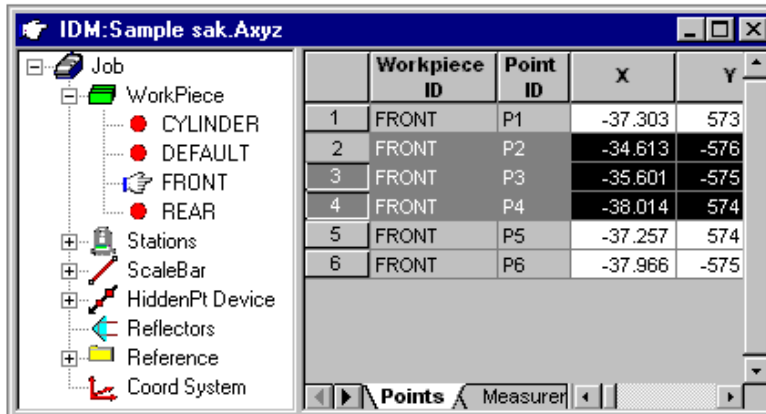 IDM:Sample sak.Axyz
Job
WorkPiece
CYLINDER
DEFAULT
FRONT
REAR
Stations
ScaleBar
HiddenPt Device
Reflectors
Reference
Coord System
Workpiece ID Point ID X Y
1 FRONT P1 -37.303 573
2 FRONT P2 -34.613 -576
3 FRONT P3 -35.601 -575
4 FRONT P4 -38.014 574
5 FRONT P5 -37.257 574
6 FRONT P6 -37.966 -575
Points Measurer